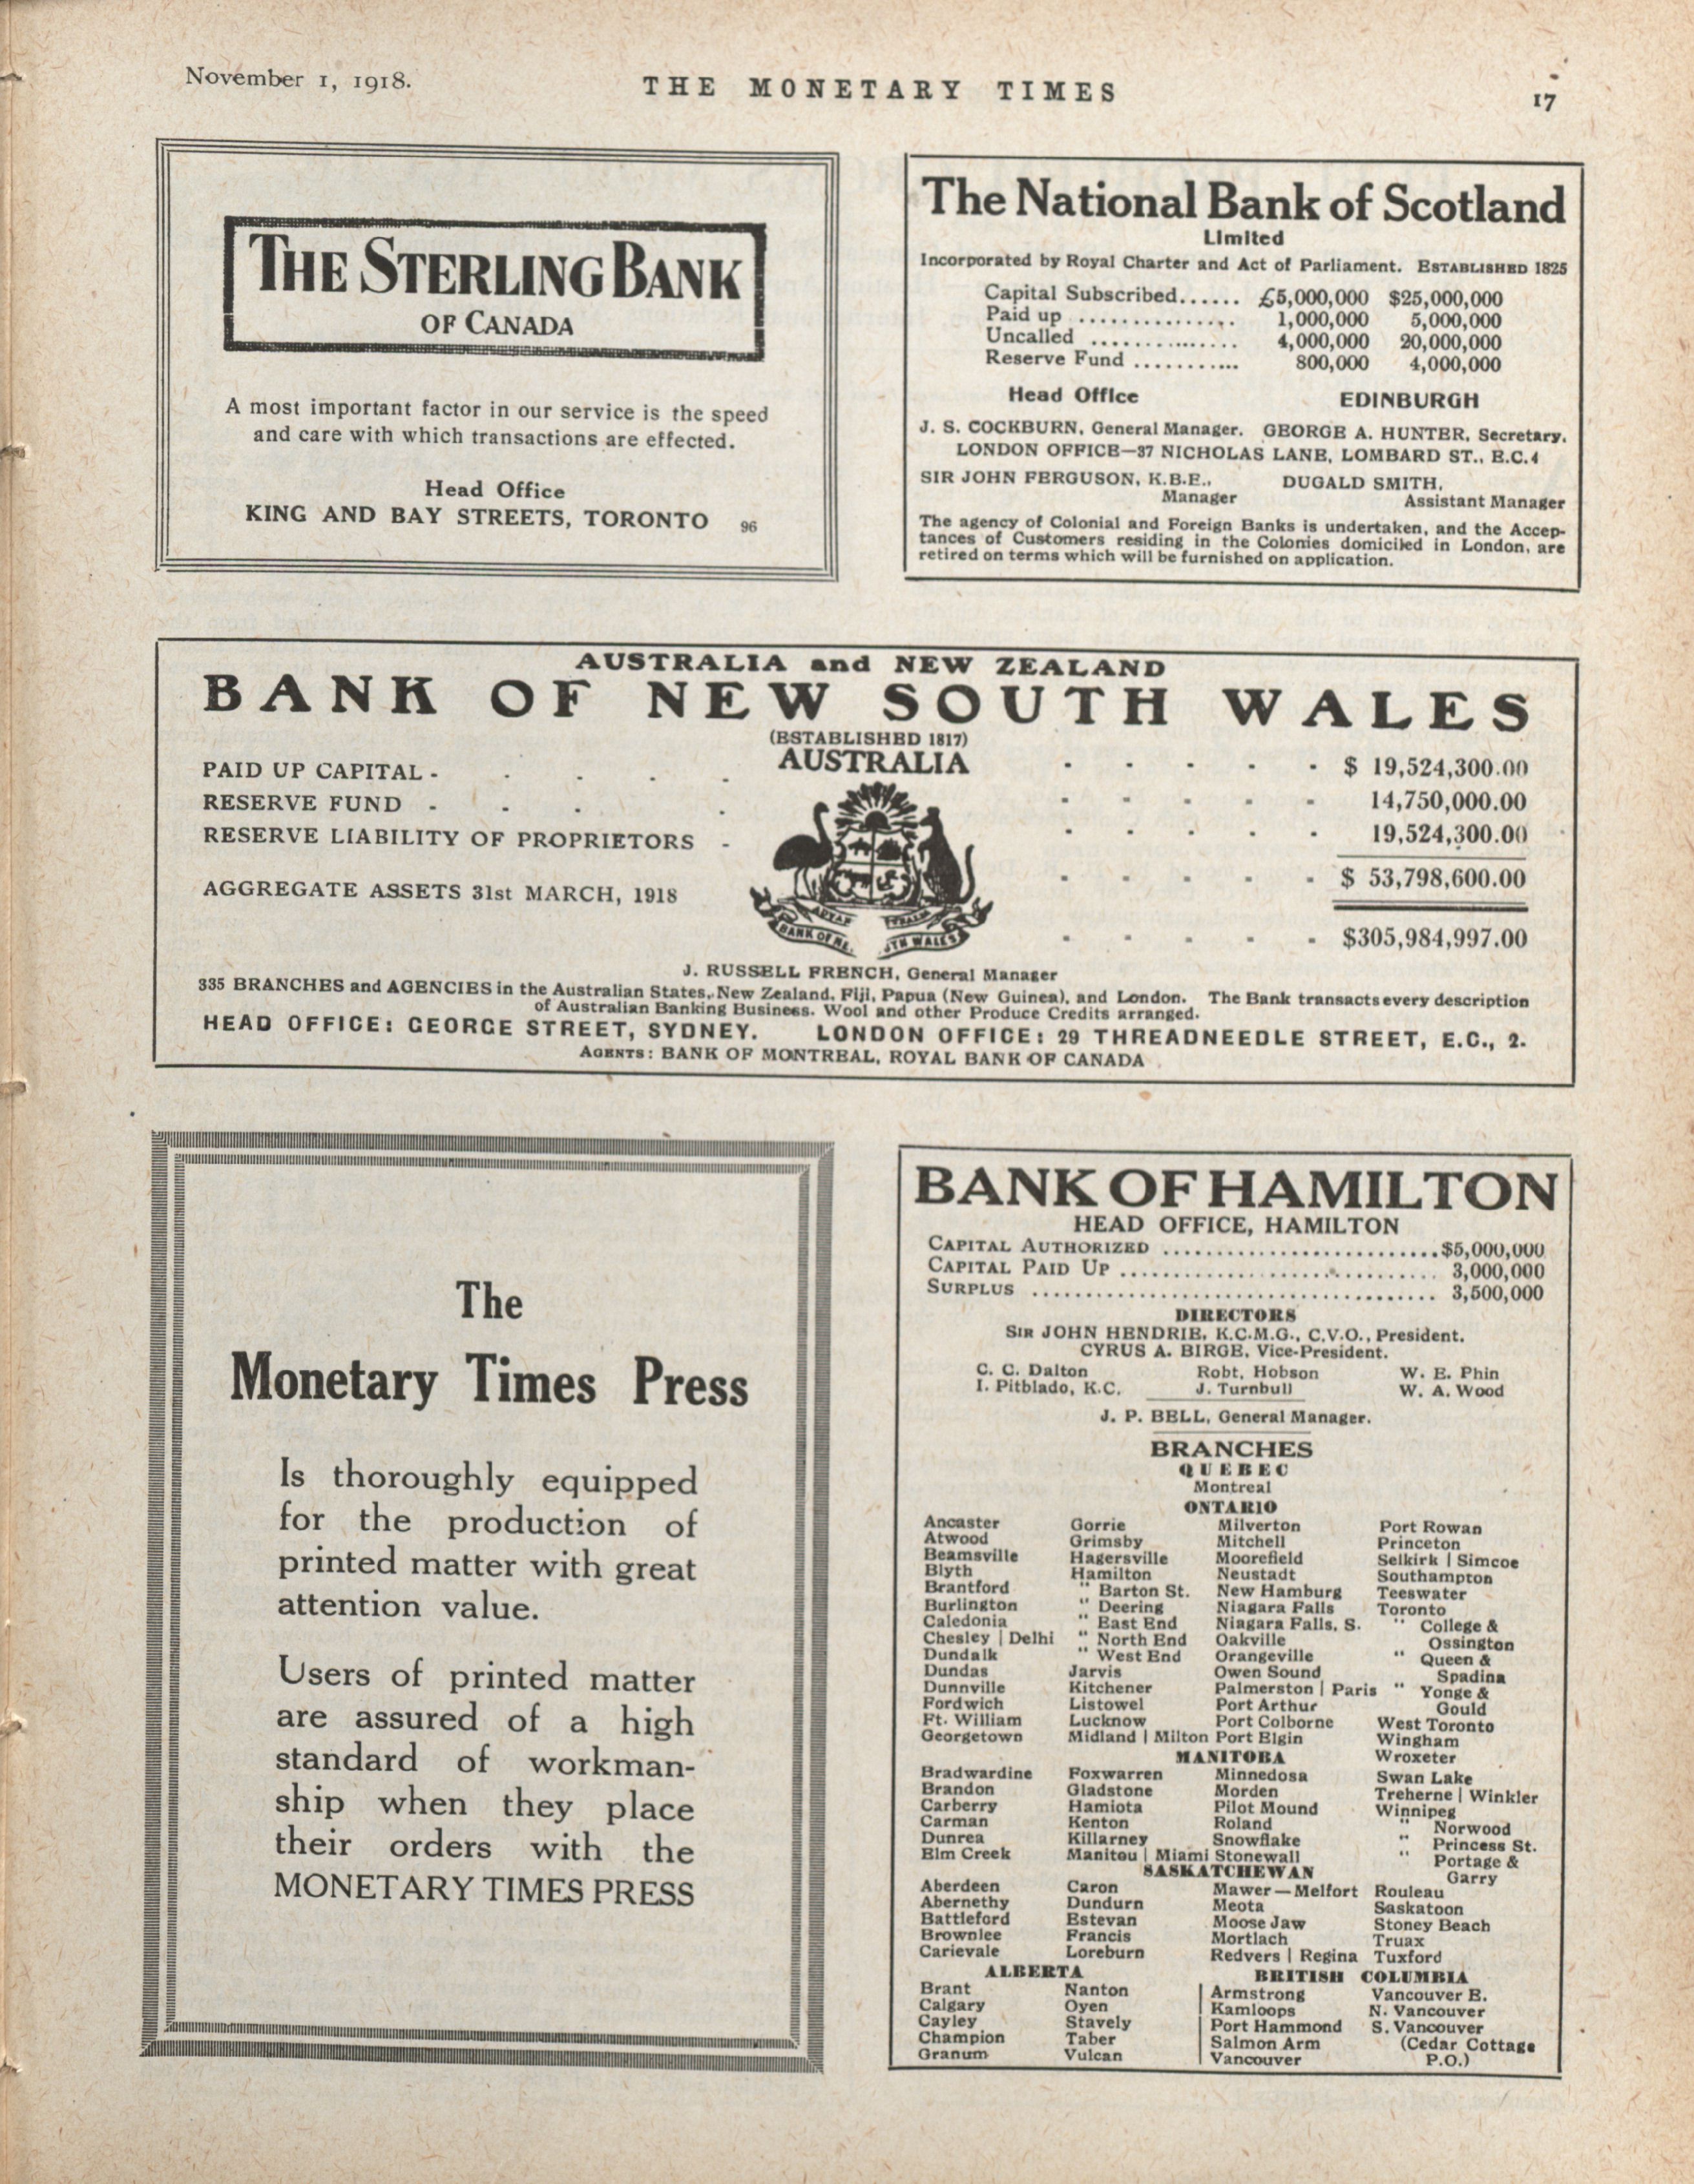 November 1, 1918.
THE MONETARY TIMES
17
THE STERLING BANK
OF CANADA
A most important factor in our service is the speed
and care with which transactions are effected.
Head Office
KING AND BAY STREETS, TORONTO 96
The National Bank of Scotland
Limited
Incorporated by Royal Charter and Act of Parliament. ESTABLISHED 1825
Capital Subscribed...... £5,000,000 $25,000,000
Paid up ............... 1,000,000 5,000,000
Uncalled .............. 4,000,000 20,000,000
Reserve Fund ........... 800,000 4,000,000
Head Office EDINBURGH
J. S. COCKBURN, General Manager. GEORGE A. HUNTER, Secretary.
LONDON OFFICE—37 NICHOLAS LANE, LOMBARD ST., E.C.4
SIR JOHN FERGUSON, K.B.E., DUGALD SMITH,
Manager Assistant Manager
The agency of Colonial and Foreign Banks is undertaken, and the Accep-
tances of Customers residing in the Colonies domiciled in London, are
retired on terms which will be furnished on application.
AUSTRALIA and NEW ZEALAND
BANK OF NEW SOUTH WALES
(ESTABLISHED 1817)
AUSTRALIA
PAID UP CAPITAL - - - - - - - - - - $ 19,524,300.00
RESERVE FUND - - - - - - - - - 14,750,000.00
RESERVE LIABILITY OF PROPRIETORS - - - - - - 19,524,300.00
- - - - - $ 53,798,600.00
AGGREGATE ASSETS 31st MARCH, 1918 - - - - - $305,984,997.00
BANK OF NE. TH WALES
J. RUSSELL FRENCH, General Manager
335 BRANCHES and AGENCIES in the Australian States, New Zealand, Fiji, Papua (New Guinea), and London. The Bank transacts every description
of Australian Banking Business. Wool and other Produce Credits arranged.
HEAD OFFICE: GEORGE STREET, SYDNEY. LONDON OFFICE: 29 THREADNEEDLE STREET, E.C., 2.
AGENTS: BANK OF MONTREAL, ROYAL BANK OF CANADA
The
Monetary Times Press
Is thoroughly equipped
for the production of
printed matter with great
attention value.
Users of printed matter
are assured of a high
standard of workman-
ship when they place
their orders with the
MONETARY TIMES PRESS
BANK OF HAMILTON
HEAD OFFICE, HAMILTON
CAPITAL AUTHORIZED .......................... $5,000,000
CAPITAL PAID UP .............................. 3,000,000
SURPLUS ...................................... 3,500,000
DIRECTORS
SIR JOHN HENDRIE, K.C.M.G., C.V.O., President.
CYRUS A. BIRGE, Vice-President.
C. C. Dalton Robt. Hobson W. E. Phin
I. Pitblado, K.C. J. Turnbull W. A. Wood
J. P. BELL, General Manager.
BRANCHES
QUEBEC
Montreal
ONTARIO
Ancaster Gorrie Milverton Port Rowan
Atwood Grimsby Mitchell Princeton
Beamsville Hagersville Moorefield Selkirk | Simcoe
Blyth Hamilton Neustadt Southampton
Brantford " Barton St. New Hamburg Teeswater
Burlington " Deering Niagara Falls Toronto
Caledonia " East End Niagara Falls, S. " College &
Chesley | Delhi " North End Oakville Ossington
Dundalk " West End Orangeville " Queen &
Dundas Jarvis Owen Sound Spadina
Dunnville Kitchener Palmerston | Paris " Yonge &
Fordwich Listowel Port Arthur Gould
Ft. William Lucknow Port Colborne West Toronto
Georgetown Midland | Milton Port Elgin Wingham
Wroxeter
MANITOBA
Bradwardine Foxwarren Minnedosa Swan Lake
Brandon Gladstone Morden Treherne | Winkler
Carberry Hamiota Pilot Mound Winnipeg
Carman Kenton Roland " Norwood
Dunrea Killarney Snowflake " Princess St.
Elm Creek Manitou | Miami Stonewall " Portage &
Garry
SASKATCHEWAN
Aberdeen Caron Mawer—Melfort Rouleau
Abernethy Dundurn Meota Saskatoon
Battleford Estevan Moose Jaw Stoney Beach
Brownlee Francis Mortlach Truax
Carievale Loreburn Redvers | Regina Tuxford
ALBERTA BRITISH COLUMBIA
Brant Nanton Armstrong Vancouver E.
Calgary Oyen Kamloops N. Vancouver
Cayley Stavely Port Hammond S. Vancouver
Champion Taber Salmon Arm (Cedar Cottage
Granum Vulcan Vancouver P.O.)